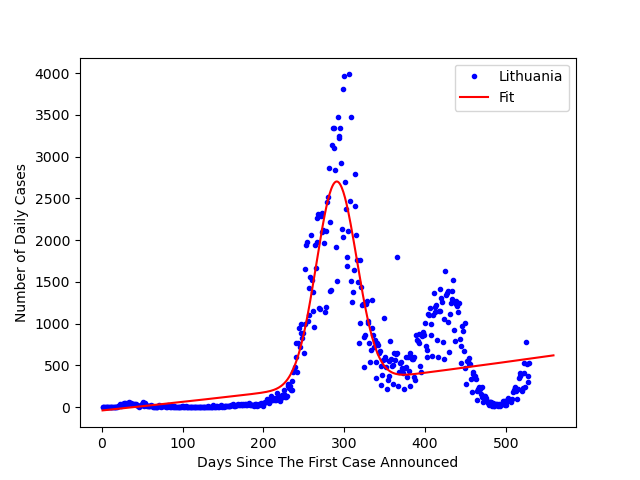 Lithuania
Fit
Number of Daily Cases
4000
3500
3000
2500
2000
1500
1000
500
0
0 100 200 300 400 500
Days Since The First Case Announced